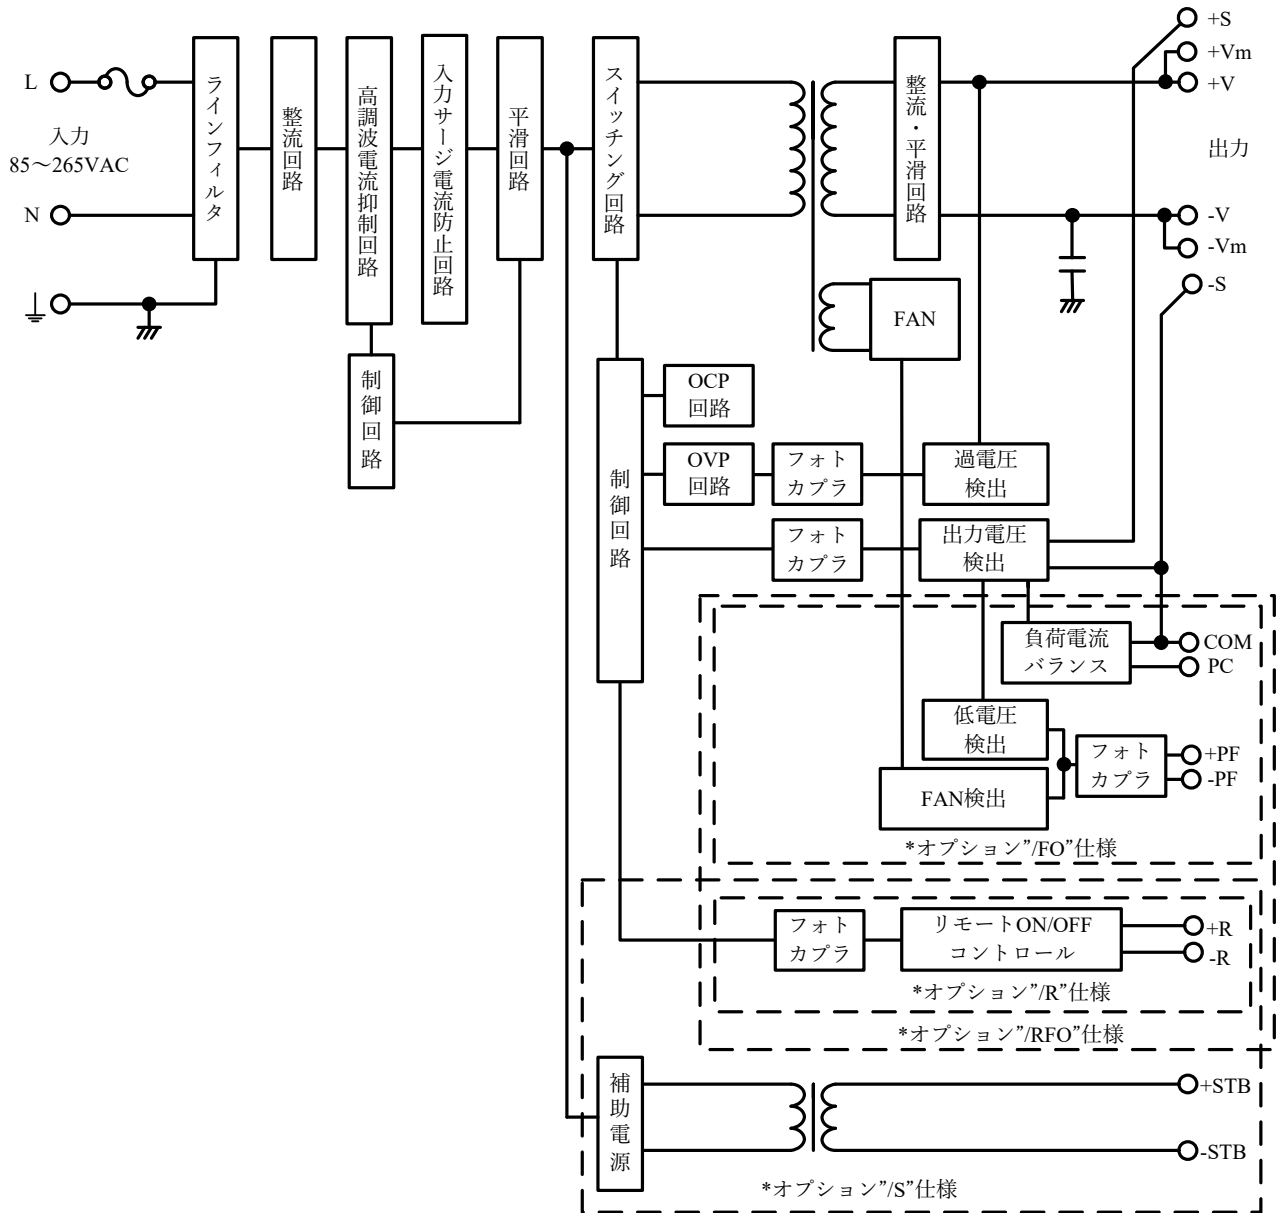 L
入力
85～265VAC
N
ラインフィルタ
整流回路
高調波電流抑制回路
入力サージ電流防止回路
平滑回路
スイッチング回路
整流・平滑回路
+S
+Vm
+V
出力
-V
-Vm
-S
FAN
制御回路
制御回路
OCP
回路
OVP
回路
フォト
カプラ
過電圧
検出
フォト
カプラ
出力電圧
検出
負荷電流
バランス
COM
PC
低電圧
検出
FAN検出
フォト
カプラ
+PF
-PF
*オプション”/FO”仕様
フォト
カプラ
リモートON/OFF
コントロール
+R
-R
*オプション”/R”仕様
*オプション”/RFO”仕様
補助電源
+STB
-STB
*オプション”/S”仕様